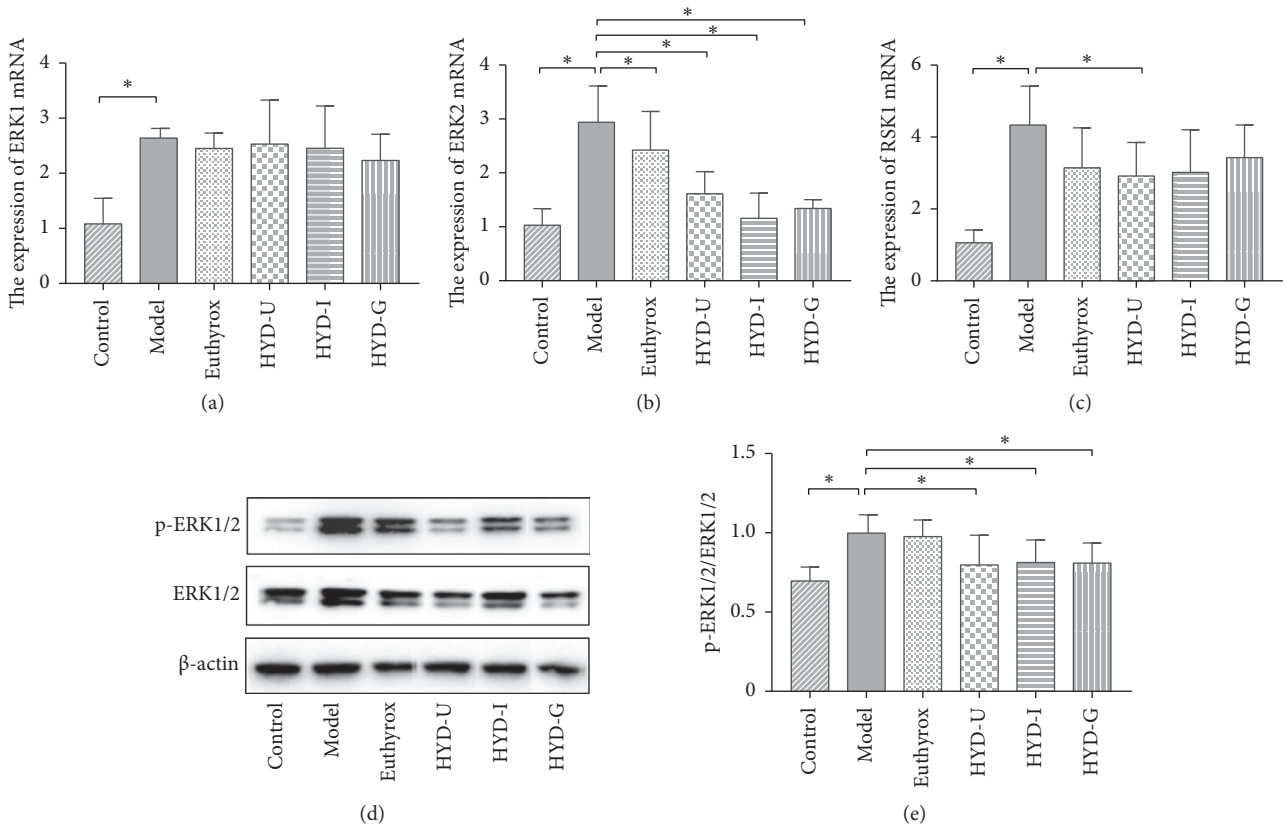 The expression of ERK1 mRNA
4
3
2
1
0
*
Control
Model
Euthyrox
HYD-U
HYD-I
HYD-G
(a)
The expression of ERK2 mRNA
4
3
2
1
0
*
*
*
*
*
Control
Model
Euthyrox
HYD-U
HYD-I
HYD-G
(b)
The expression of RSK1 mRNA
6
4
2
0
*
*
Control
Model
Euthyrox
HYD-U
HYD-I
HYD-G
(c)
p-ERK1/2
ERK1/2
β-actin
Control
Model
Euthyrox
HYD-U
HYD-I
HYD-G
(d)
p-ERK1/2/ERK1/2
1.5
1.0
0.5
0
*
*
*
*
Control
Model
Euthyrox
HYD-U
HYD-I
HYD-G
(e)